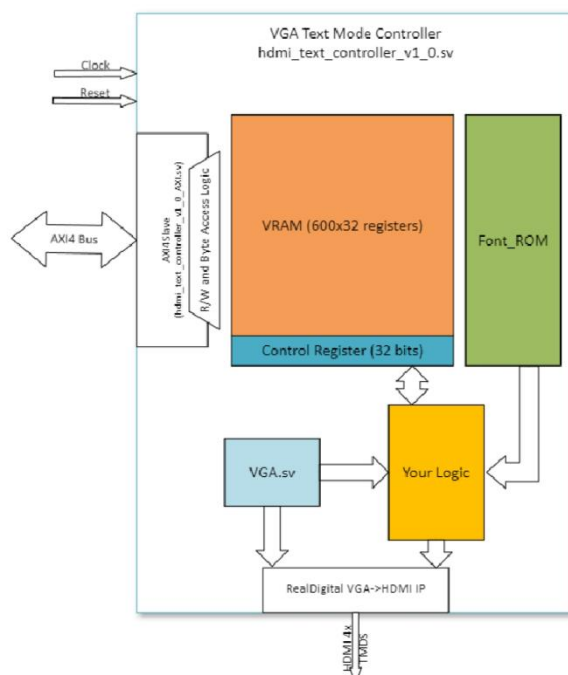 VGA Text Mode Controller
hdmi_text_controller_v1_0.sv
Clock
Reset
AXI4 Bus
AXI4 Slave
(hdmi_text_controller_v1_0_AXI.sv)
R/W and Byte Access Logic
VRAM (600x32 registers)
Font_ROM
Control Register (32 bits)
VGA.sv
Your Logic
RealDigital VGA->HDMI IP
HDMI 4x
TMDS